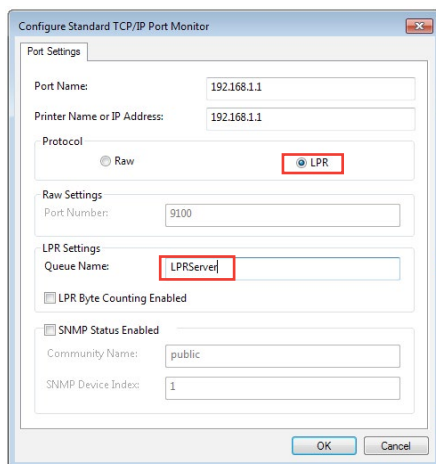 Configure Standard TCP/IP Port Monitor
Port Settings
Port Name: 192.168.1.1
Printer Name or IP Address: 192.168.1.1
Protocol
Raw LPR
Raw Settings
Port Number: 9100
LPR Settings
Queue Name: LPRServer
LPR Byte Counting Enabled
SNMP Status Enabled
Community Name: public
SNMP Device Index: 1
OK Cancel